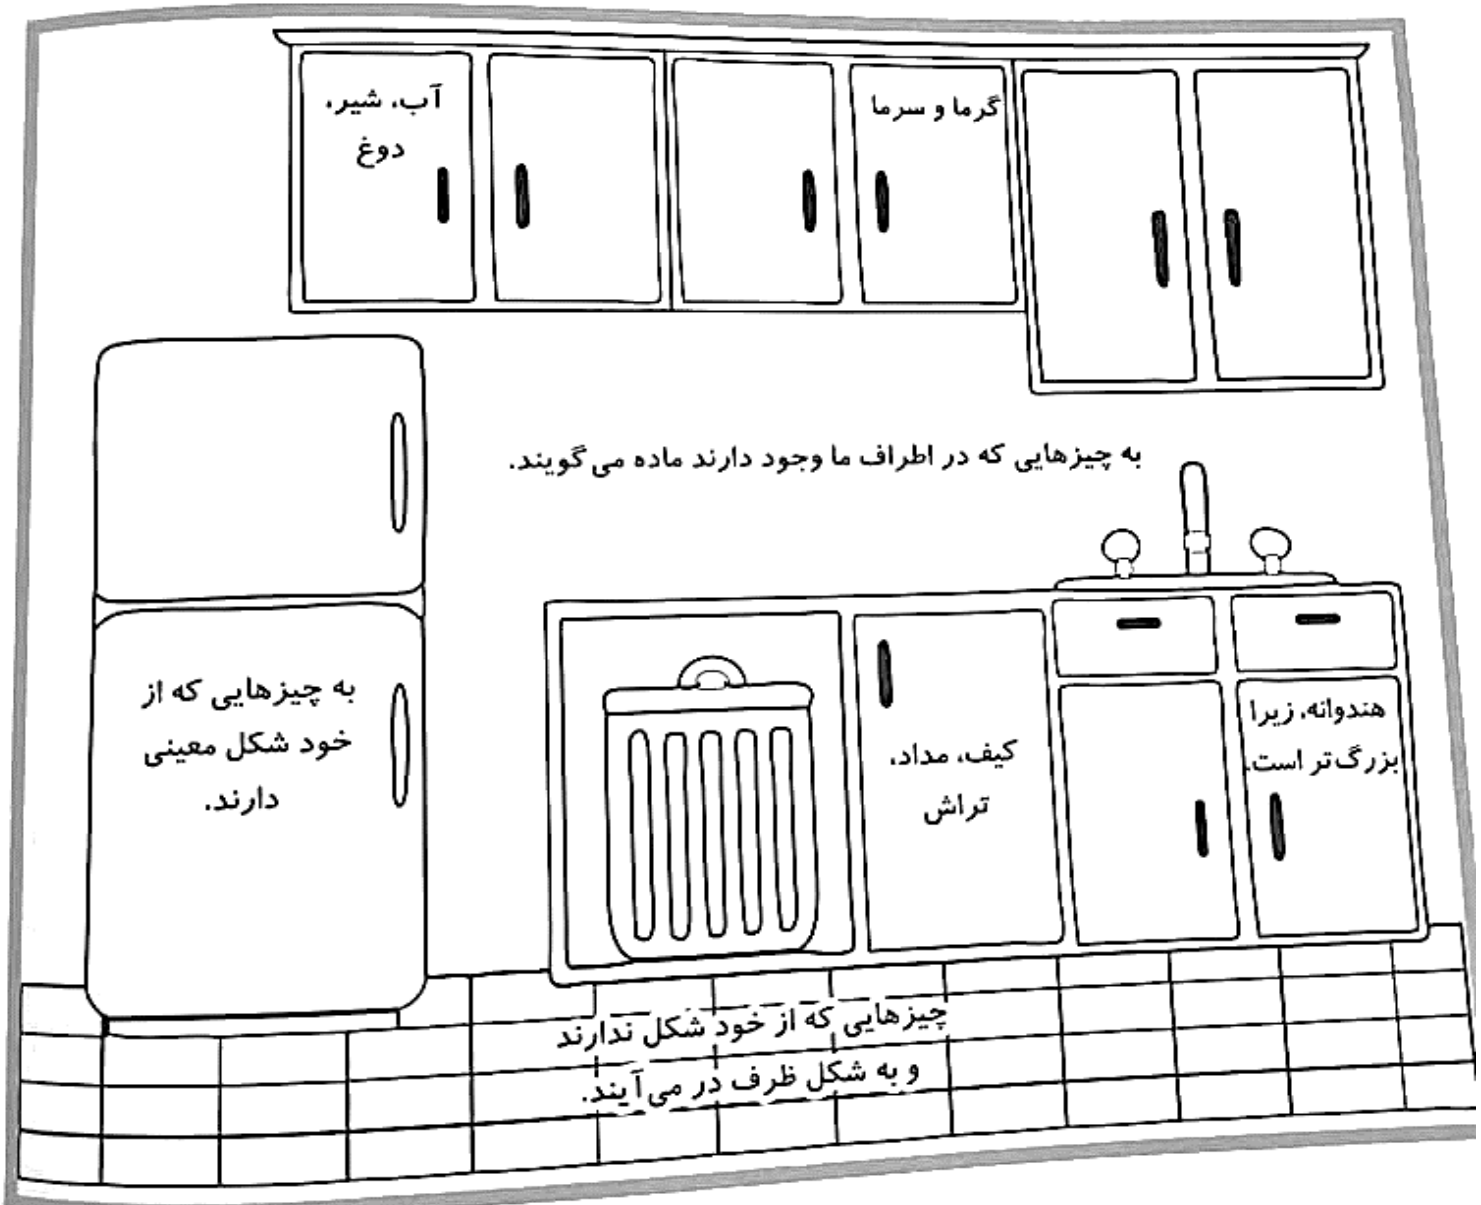 آب، شیر،
دوغ
گرما و سرما
به چیزهایی که در اطراف ما وجود دارند ماده می‌گویند.
به چیزهایی که از
خود شکل معینی
دارند.
کیف، مداد،
تراش
هندوانه، زیرا
بزرگ‌تر است.
چیزهایی که از خود شکل ندارند
و به شکل ظرف در می‌آیند.